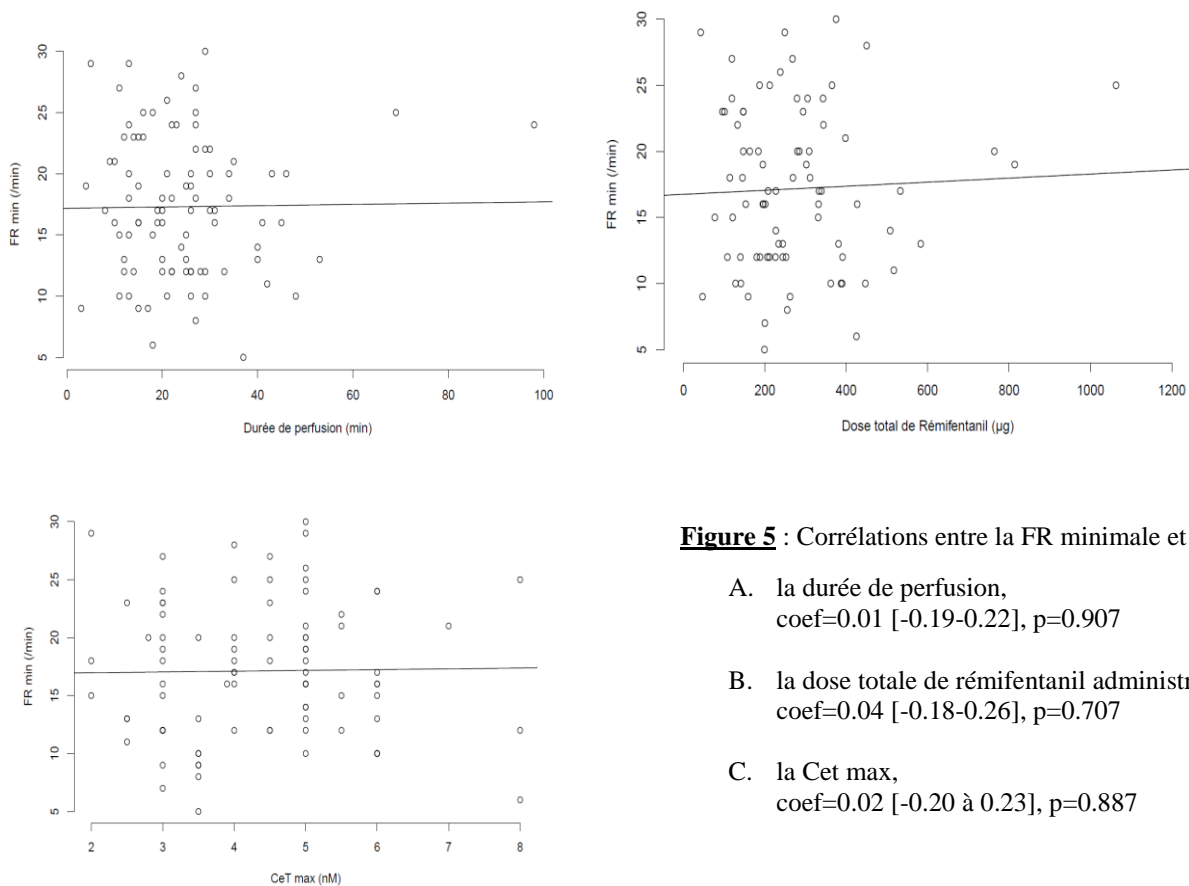 30
25
20
15
10
5
FR min (/min)
0 20 40 60 80 100
Durée de perfusion (min)
30
25
20
15
10
5
FR min (/min)
0 200 400 600 800 1000 1200
Dose total de Rémifentanil (µg)
30
25
20
15
10
5
FR min (/min)
2 3 4 5 6 7 8
CeT max (nM)
Figure 5 : Corrélations entre la FR minimale et
A. la durée de perfusion,
coef=0.01 [-0.19-0.22], p=0.907
B. la dose totale de rémifentanil administr
coef=0.04 [-0.18-0.26], p=0.707
C. la Cet max,
coef=0.02 [-0.20 à 0.23], p=0.887